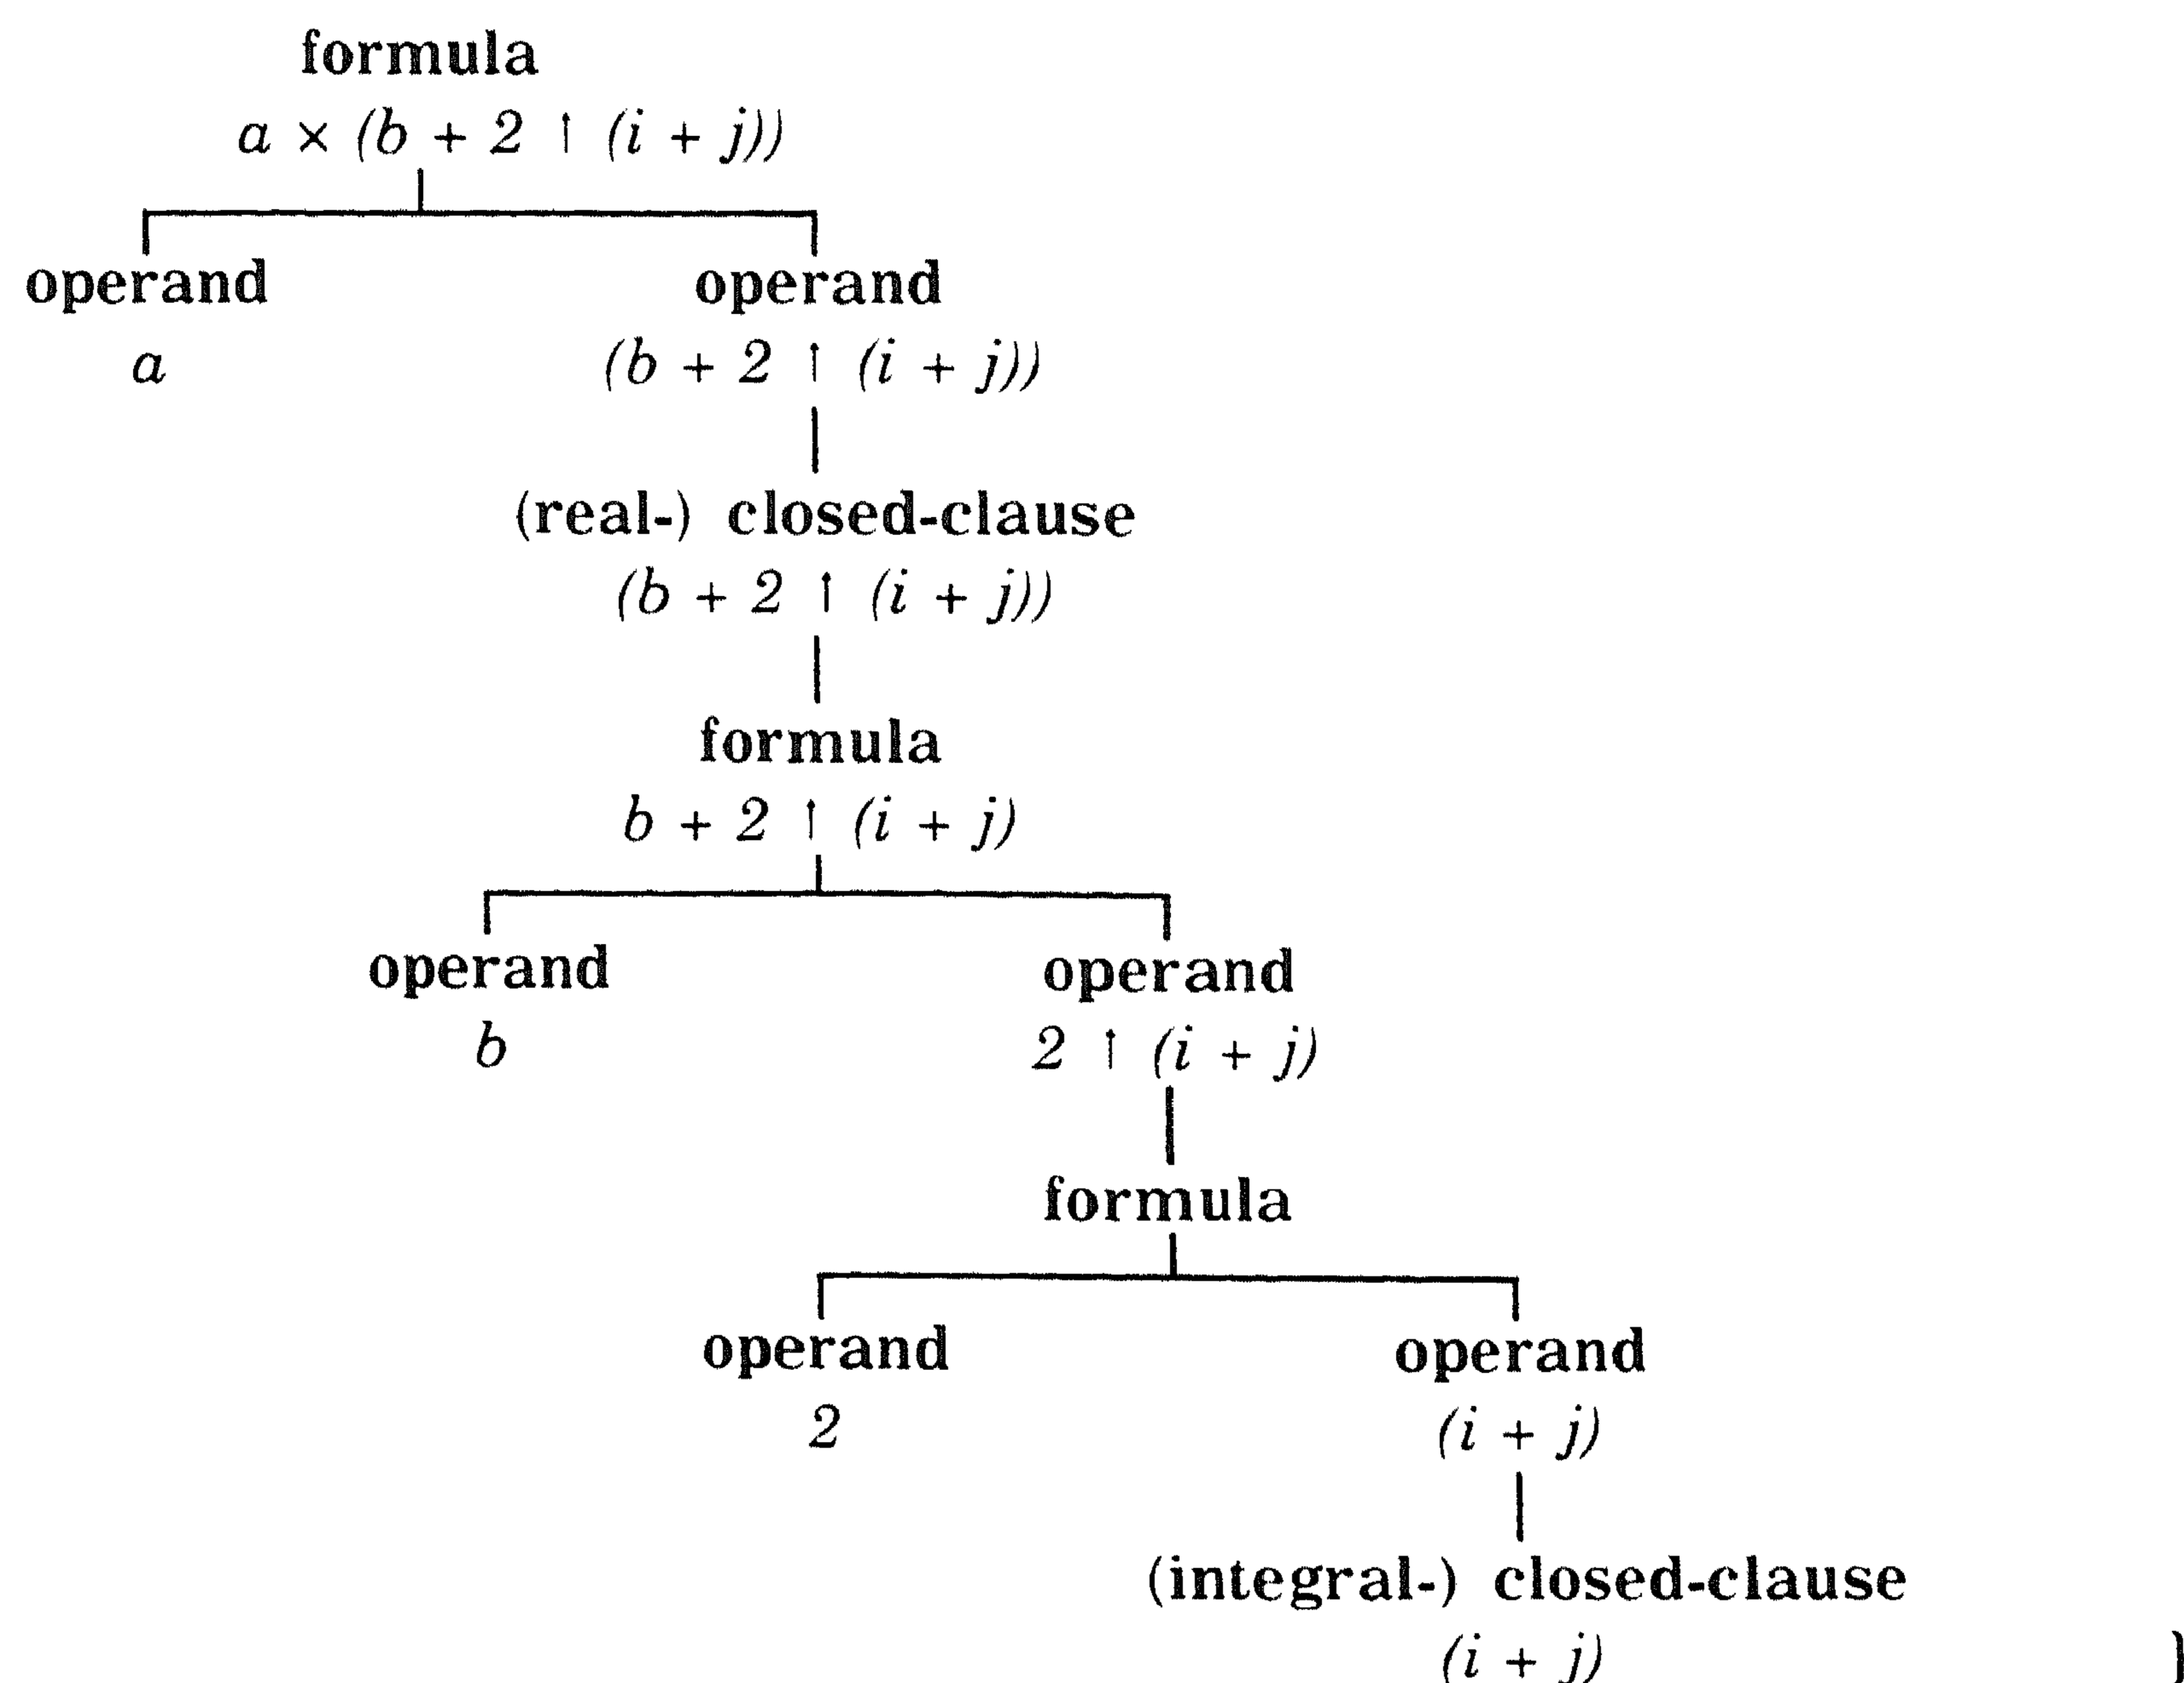 formula
a × (b + 2 ↑ (i + j))
operand operand
a (b + 2 ↑ (i + j))
(real-) closed-clause
(b + 2 ↑ (i + j))
formula
b + 2 ↑ (i + j)
operand operand
b 2 ↑ (i + j)
formula
operand operand
2 (i + j)
(integral-) closed-clause
(i + j) }